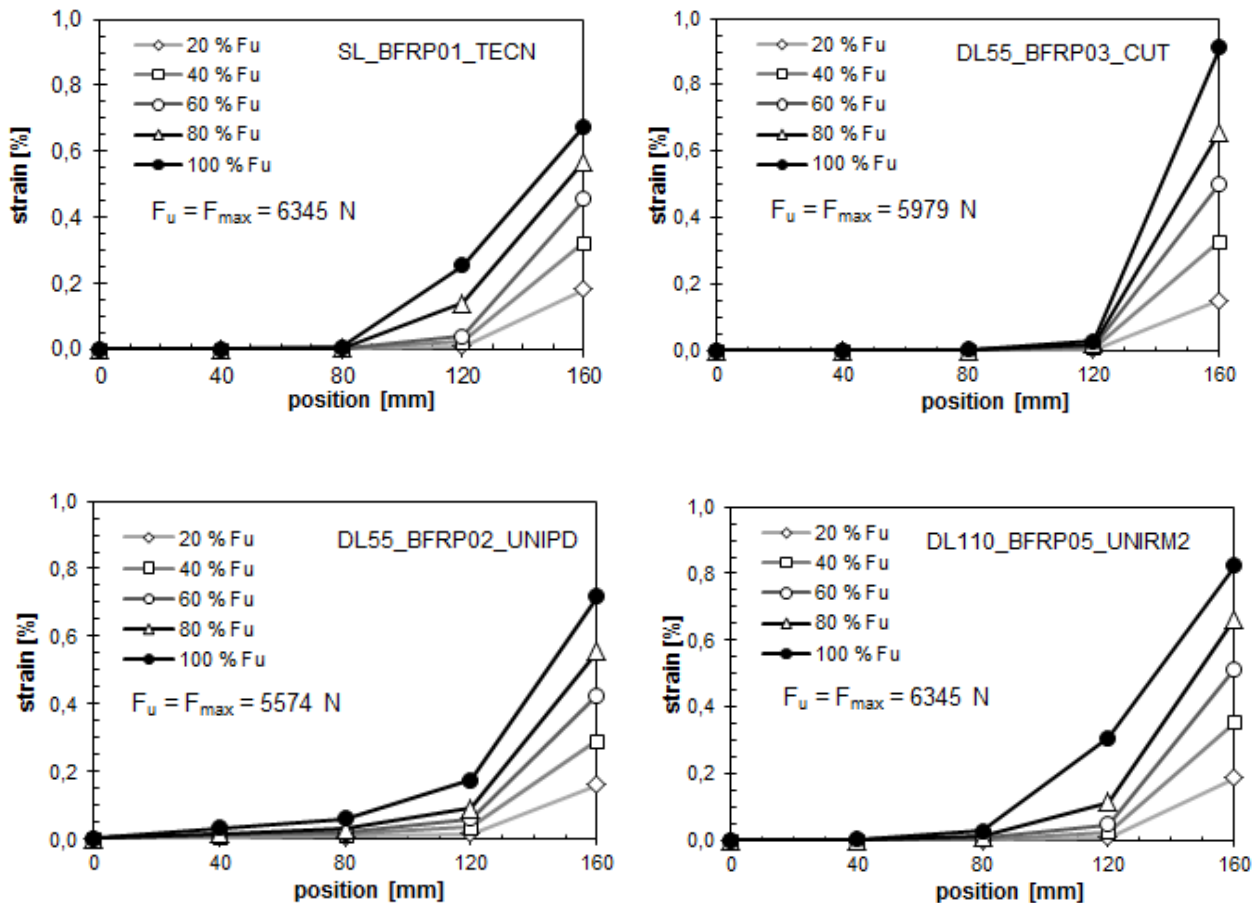 1,0
0,8
0,6
0,4
0,2
0,0
strain [%]
20 % Fu
40 % Fu
60 % Fu
80 % Fu
100 % Fu
SL_BFRP01_TECN
Fu = Fmax = 6345 N
0 40 80 120 160
position [mm]
1,0
0,8
0,6
0,4
0,2
0,0
strain [%]
20 % Fu
40 % Fu
60 % Fu
80 % Fu
100 % Fu
DL55_BFRP03_CUT
Fu = Fmax = 5979 N
0 40 80 120 160
position [mm]
1,0
0,8
0,6
0,4
0,2
0,0
strain [%]
20 % Fu
40 % Fu
60 % Fu
80 % Fu
100 % Fu
DL55_BFRP02_UNIPD
Fu = Fmax = 5574 N
0 40 80 120 160
position [mm]
1,0
0,8
0,6
0,4
0,2
0,0
strain [%]
20 % Fu
40 % Fu
60 % Fu
80 % Fu
100 % Fu
DL110_BFRP05_UNIRM2
Fu = Fmax = 6345 N
0 40 80 120 160
position [mm]